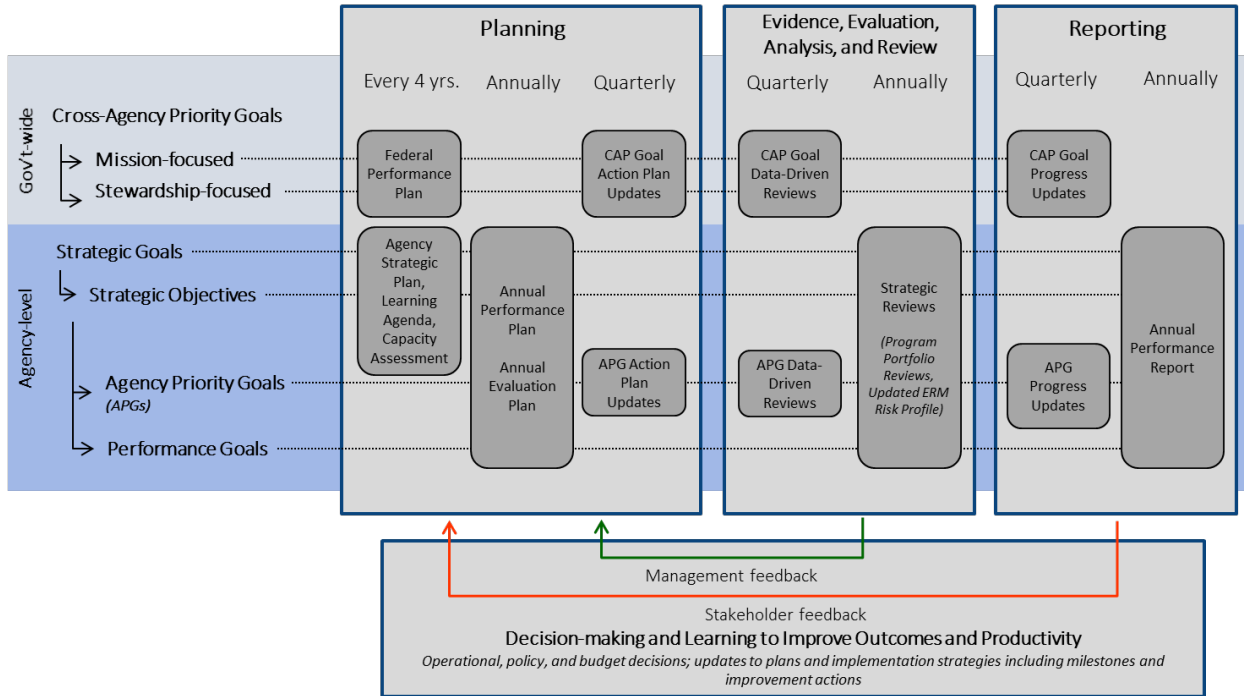 Planning
Evidence, Evaluation,
Analysis, and Review
Reporting
Every 4 yrs.
Annually
Quarterly
Quarterly
Annually
Quarterly
Annually
Gov't-wide
Cross-Agency Priority Goals
Mission-focused
Stewardship-focused
Federal
Performance
Plan
CAP Goal
Action Plan
Updates
CAP Goal
Data-Driven
Reviews
CAP Goal
Progress
Updates
Agency-level
Strategic Goals
Strategic Objectives
Agency Priority Goals
(APGs)
Performance Goals
Agency
Strategic
Plan,
Learning
Agenda,
Capacity
Assessment
Annual
Performance
Plan
Annual
Evaluation
Plan
APG Action
Plan
Updates
APG Data-
Driven
Reviews
Strategic
Reviews
(Program
Portfolio
Reviews,
Updated ERM
Risk Profile)
APG
Progress
Updates
Annual
Performance
Report
Management feedback
Stakeholder feedback
Decision-making and Learning to Improve Outcomes and Productivity
Operational, policy, and budget decisions; updates to plans and implementation strategies including milestones and
improvement actions